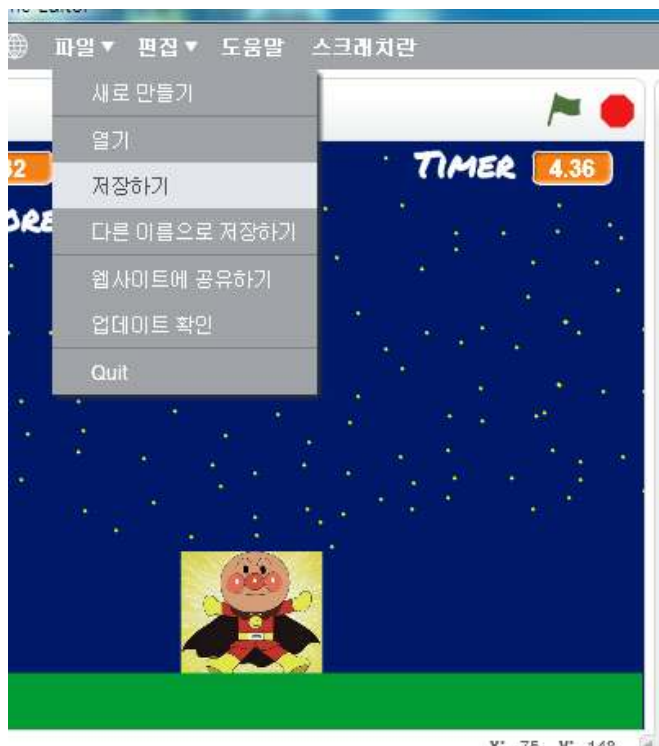 파일▼ 편집▼ 도움말 스크래치란
새로 만들기
열기
저장하기
다른 이름으로 저장하기
웹사이트에 공유하기
업데이트 확인
Quit
TIMER 4.36